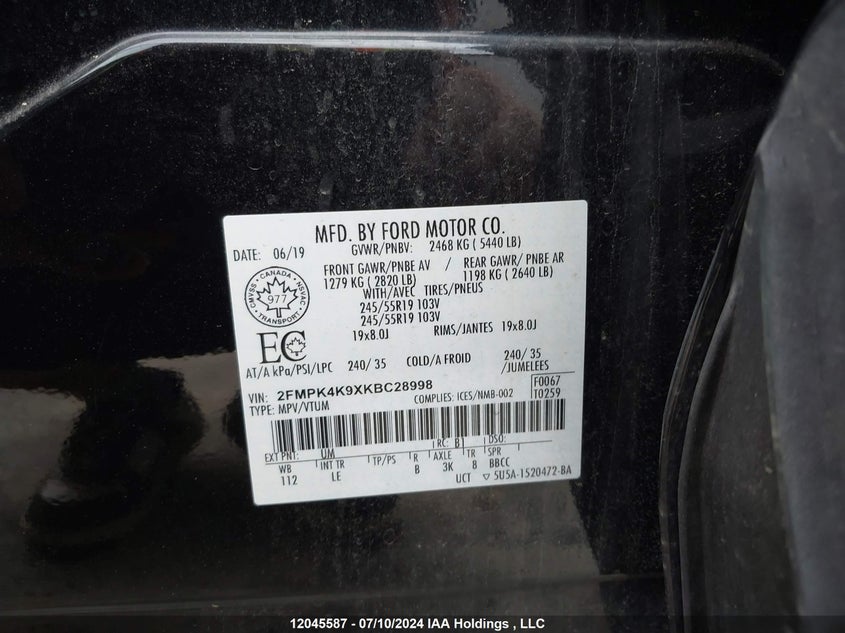 MFD. BY FORD MOTOR CO.
DATE: 06/19
GVWR/PNBV: 2468 KG ( 5440 LB)
FRONT GAWR/PNBE AV / REAR GAWR/ PNBE AR
1279 KG ( 2820 LB) 1198 KG ( 2640 LB)
WITH/AVEC TIRES/PNEUS
245/55R19 103V
245/55R19 103V
19x8.0J RIMS/JANTES 19x8.0J
CANADA
CMVSS NSVAC
977
TRANSPORT
EC
AT/A kPa/PSI/LPC 240/ 35 COLD/A FROID 240/ 35
/JUMELEES
VIN: 2FMPK4K9XKBC28998
TYPE: MPV/VTUM COMPLIES: ICES/NMB-002
F0067
T0259
EXT PNT: UM RC: B DSO:
WB INT TR TP/PS R AXLE TR SPR
112 LE B 3K 8 BBCC
UCT ▽ 5U5A-1520472-BA
12045587 - 07/10/2024 IAA Holdings , LLC